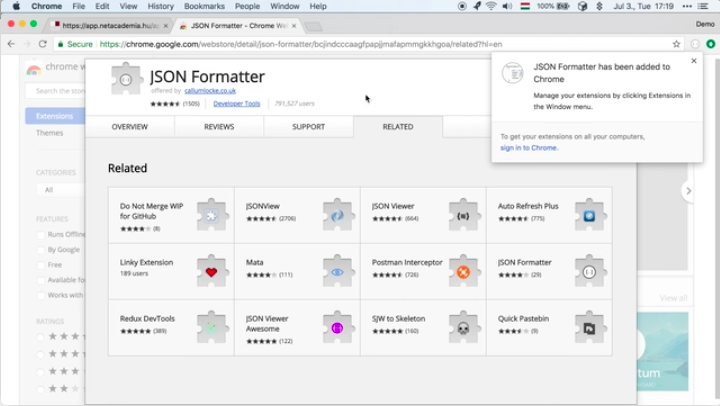 Chrome File Edit View History Bookmarks People Window Help
100% Jul 3., Tue 17:19
https://app.netacademia.hu/ap
JSON Formatter - Chrome We
Demo
Secure https://chrome.google.com/webstore/detail/json-formatter/bcjindcccaagfpapjjmafapmmgkkhgoa/related?hl=en
chrome w
Search the store
Extensions
Themes
CATEGORIES
All
FEATURES
Runs Offline
By Google
Free
Available for
Works with
RATINGS
JSON Formatter
offered by callumlocke.co.uk
(1505) Developer Tools 791,527 users
OVERVIEW REVIEWS SUPPORT RELATED
JSON Formatter has been added to
Chrome
Manage your extensions by clicking Extensions in
the Window menu.
To get your extensions on all your computers,
sign in to Chrome.
Related
Do Not Merge WIP
for GitHub
(8)
JSONView
(2706)
JSON Viewer
(664)
Auto Refresh Plus
(775)
Linky Extension
189 users
Mata
(111)
Postman Interceptor
(726)
JSON Formatter
(29)
Redux DevTools
(389)
JSON Viewer
Awesome
(122)
SJW to Skeleton
(160)
Quick Pastebin
(9)
View all
tum